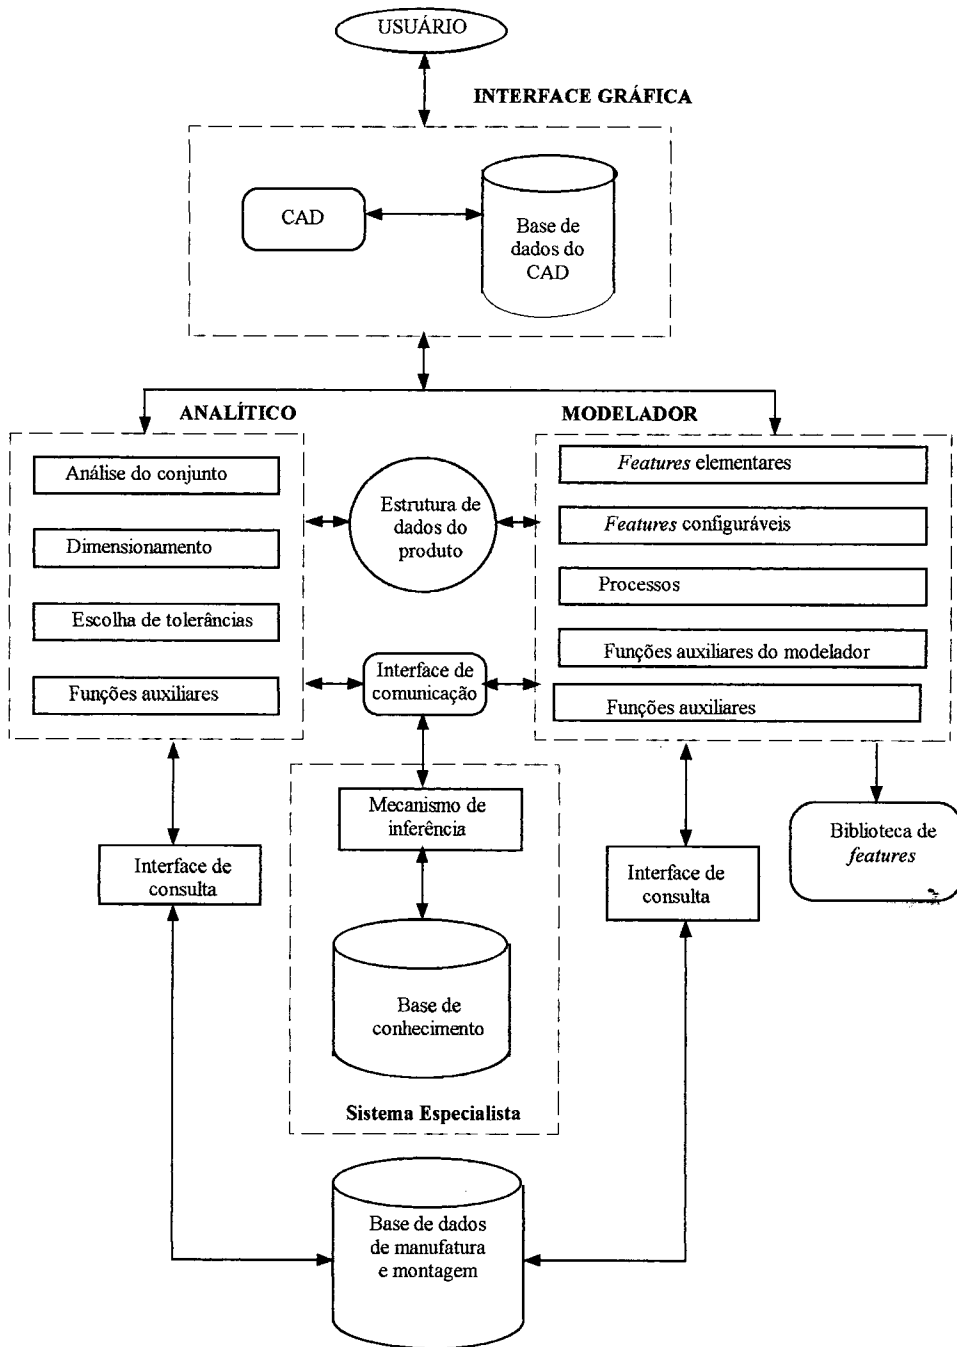 USUÁRIO
INTERFACE GRÁFICA
CAD
Base de
dados do
CAD
ANALÍTICO
MODELADOR
Análise do conjunto
Dimensionamento
Escolha de tolerâncias
Funções auxiliares
Estrutura de
dados do
produto
Features elementares
Features configuráveis
Processos
Funções auxiliares do modelador
Funções auxiliares
Interface de
comunicação
Mecanismo de
inferência
Interface de
consulta
Interface de
consulta
Biblioteca de
features
Base de
conhecimento
Sistema Especialista
Base de dados
de manufatura
e montagem